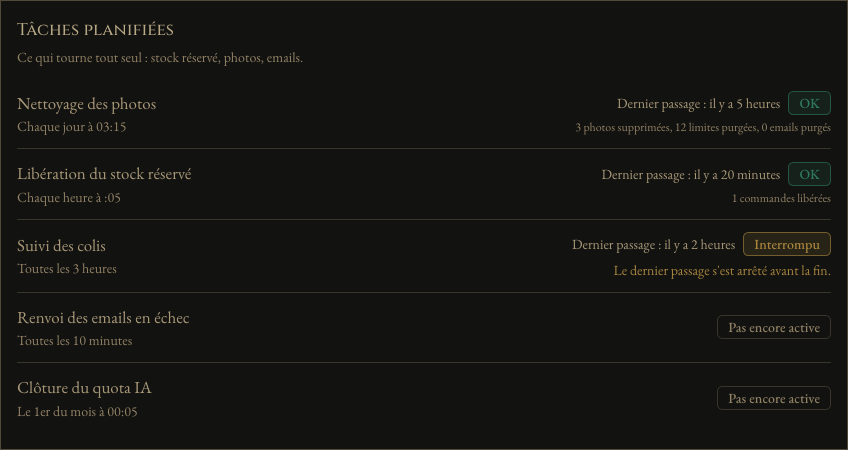 Tâches planifiées
Ce qui tourne tout seul : stock réservé, photos, emails.
Nettoyage des photos
Dernier passage : il y a 5 heures OK
Chaque jour à 03:15
3 photos supprimées, 12 limites purgées, 0 emails purgés
Libération du stock réservé
Dernier passage : il y a 20 minutes OK
Chaque heure à :05
1 commandes libérées
Suivi des colis
Dernier passage : il y a 2 heures Interrompu
Toutes les 3 heures
Le dernier passage s'est arrêté avant la fin.
Renvoi des emails en échec
Toutes les 10 minutes
Pas encore active
Clôture du quota IA
Le 1er du mois à 00:05
Pas encore active